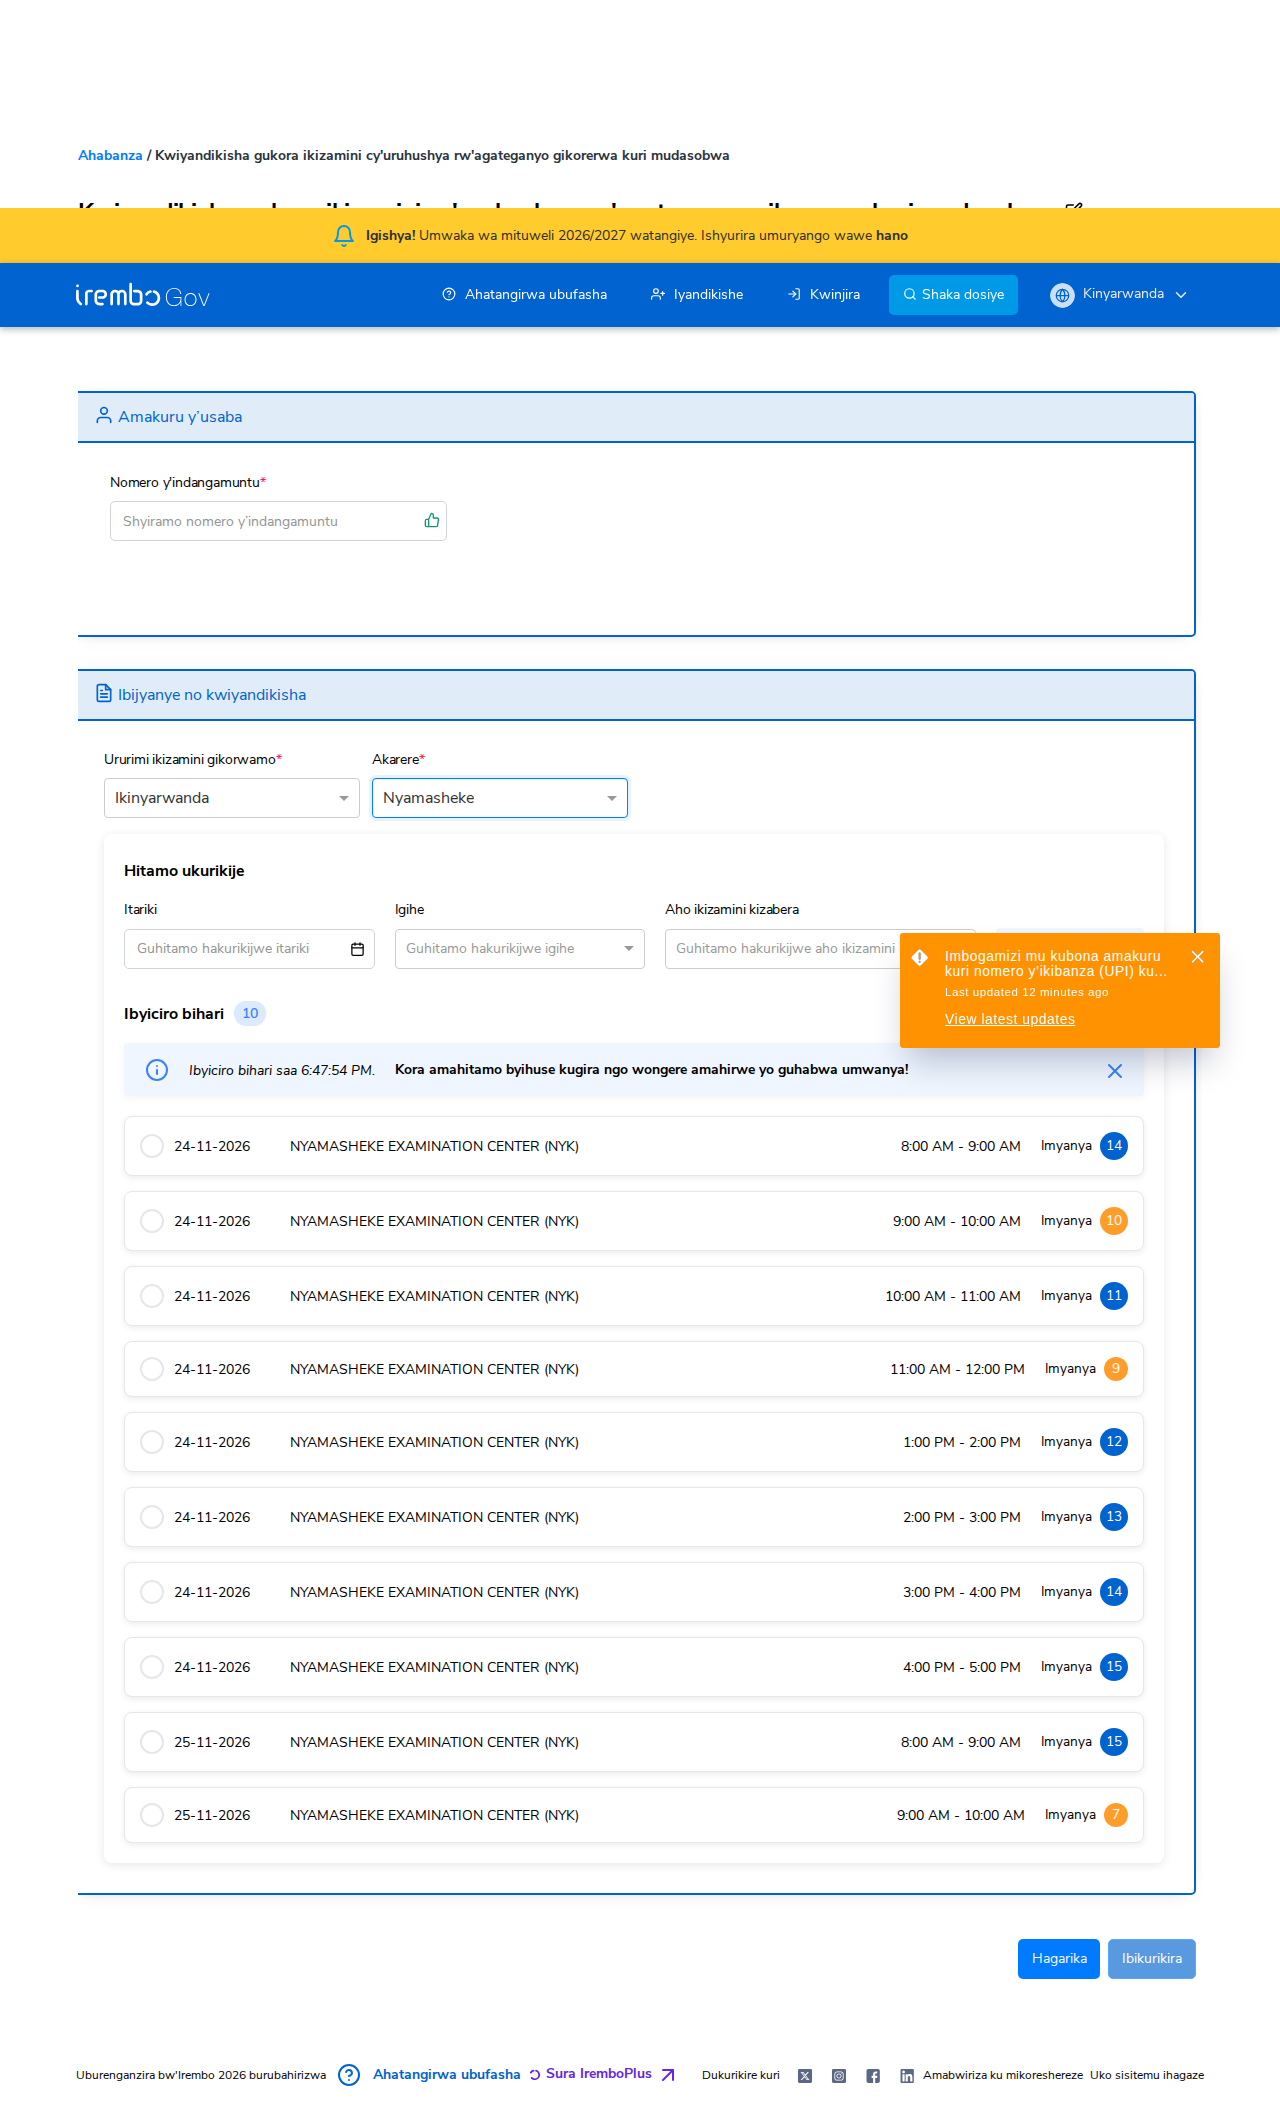 Ahabanza / Kwiyandikisha gukora ikizamini cy'uruhushya rw'agateganyo gikorerwa kuri mudasobwa
Igishya! Umwaka wa mituweli 2026/2027 watangiye. Ishyurira umuryango wawe hano
irembo Gov
Ahatangirwa ubufasha
Iyandikishe
Kwinjira
Shaka dosiye
Kinyarwanda
Amakuru y’usaba
Nomero y'indangamuntu*
Shyiramo nomero y’indangamuntu
Ibijyanye no kwiyandikisha
Ururimi ikizamini gikorwamo* Akarere*
Ikinyarwanda Nyamasheke
Hitamo ukurikije
Itariki Igihe Aho ikizamini kizabera
Guhitamo hakurikijwe itariki Guhitamo hakurikijwe igihe Guhitamo hakurikijwe aho ikizamini
Imbogamizi mu kubona amakuru
kuri nomero y’ikibanza (UPI) ku...
Last updated 12 minutes ago
View latest updates
Ibyiciro bihari 10
Ibyiciro bihari saa 6:47:54 PM. Kora amahitamo byihuse kugira ngo wongere amahirwe yo guhabwa umwanya!
24-11-2026 NYAMASHEKE EXAMINATION CENTER (NYK) 8:00 AM - 9:00 AM Imyanya 14
24-11-2026 NYAMASHEKE EXAMINATION CENTER (NYK) 9:00 AM - 10:00 AM Imyanya 10
24-11-2026 NYAMASHEKE EXAMINATION CENTER (NYK) 10:00 AM - 11:00 AM Imyanya 11
24-11-2026 NYAMASHEKE EXAMINATION CENTER (NYK) 11:00 AM - 12:00 PM Imyanya 9
24-11-2026 NYAMASHEKE EXAMINATION CENTER (NYK) 1:00 PM - 2:00 PM Imyanya 12
24-11-2026 NYAMASHEKE EXAMINATION CENTER (NYK) 2:00 PM - 3:00 PM Imyanya 13
24-11-2026 NYAMASHEKE EXAMINATION CENTER (NYK) 3:00 PM - 4:00 PM Imyanya 14
24-11-2026 NYAMASHEKE EXAMINATION CENTER (NYK) 4:00 PM - 5:00 PM Imyanya 15
25-11-2026 NYAMASHEKE EXAMINATION CENTER (NYK) 8:00 AM - 9:00 AM Imyanya 15
25-11-2026 NYAMASHEKE EXAMINATION CENTER (NYK) 9:00 AM - 10:00 AM Imyanya 7
Hagarika Ibikurikira
Uburenganzira bw'Irembo 2026 burubahirizwa Ahatangirwa ubufasha Sura IremboPlus Dukurikire kuri Amabwiriza ku mikoreshereze Uko sisitemu ihagaze